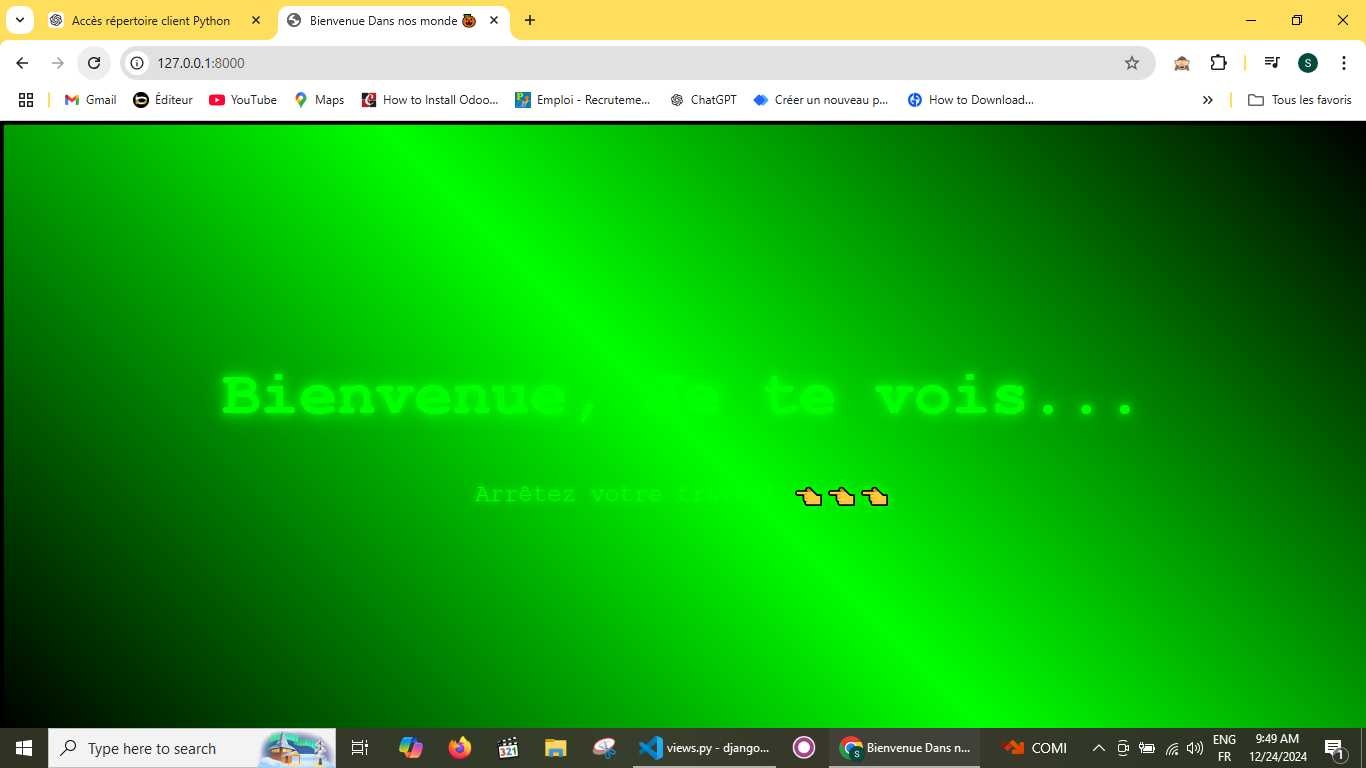 Accès répertoire client Python
Bienvenue Dans nos monde
127.0.0.1:8000
S
Gmail
Éditeur
YouTube
Maps
How to Install Odoo...
Emploi - Recruteme...
ChatGPT
Créer un nouveau p...
How to Download...
Tous les favoris
Bienvenue, Je te vois...
Arrêtez votre
Type here to search
views.py - django...
Bienvenue Dans n...
COMI
ENG
FR
9:49 AM
12/24/2024
1